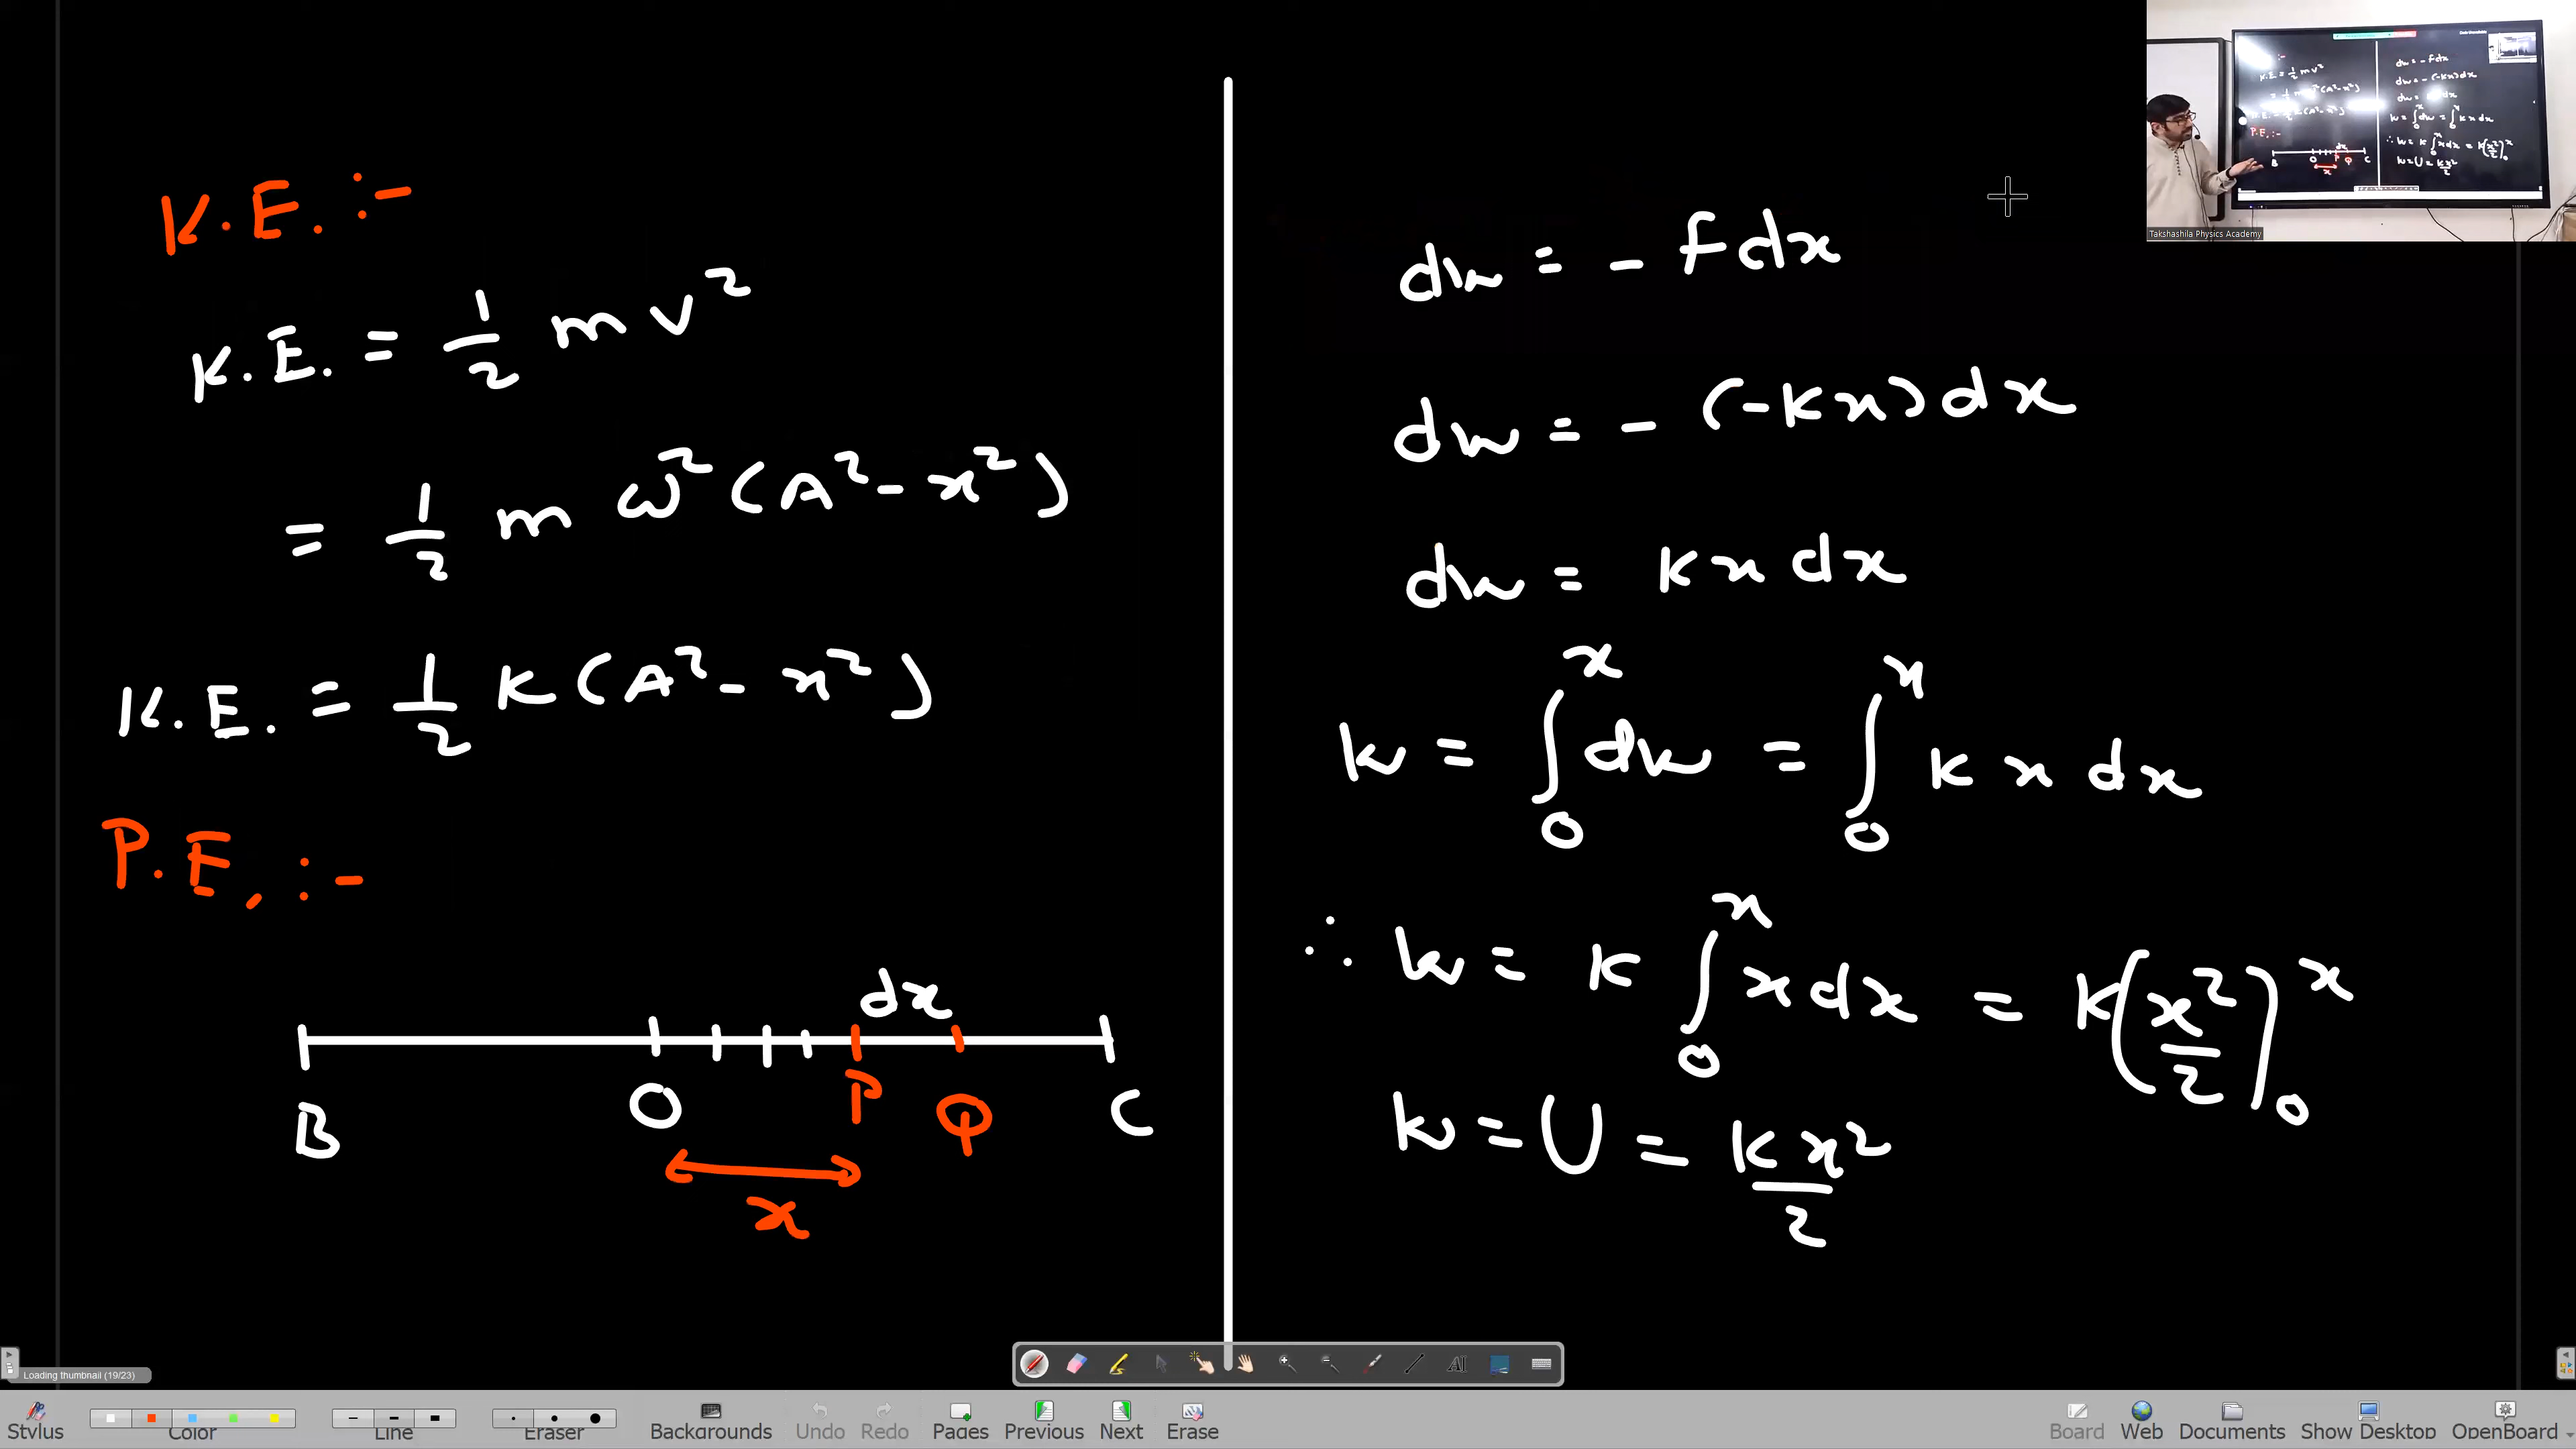 K.E. :-
K.E. = 1/2 m v²
= 1/2 m ω² (A² - x²)
K.E. = 1/2 K (A² - x²)
P.E. :-
dx
B O P Q C
x
dw = - f dx
dw = - (-Kx) dx
dw = Kx dx
w = ∫₀ˣ dw = ∫₀ˣ K x dx
∴ w = K ∫₀ˣ x dx = K(x²/2)₀ˣ
w = U = Kx²/2
Takshashila Physics Academy
Loading thumbnail (19/23)
Stylus Color Line Eraser Backgrounds Undo Redo Pages Previous Next Erase Board Web Documents Show Desktop OpenBoard